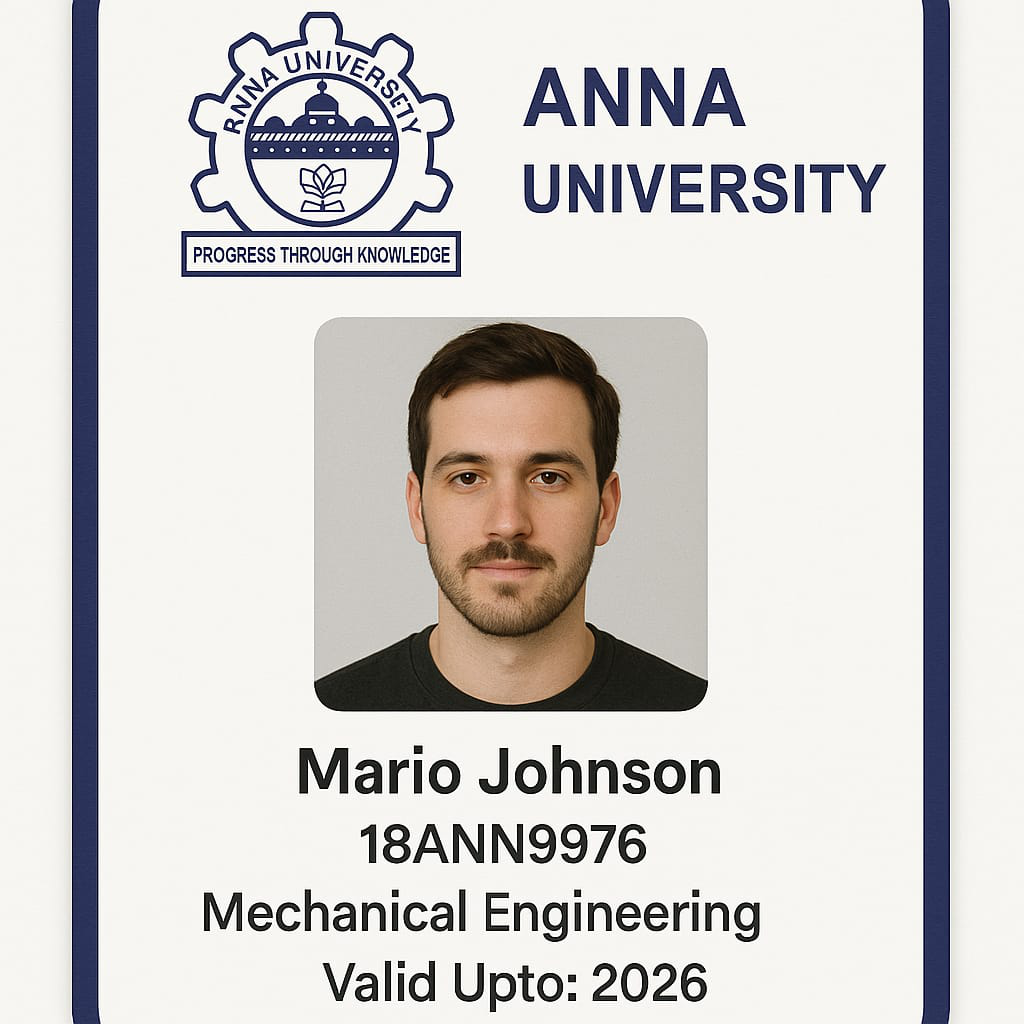 RNNA UNIVERSETY
PROGRESS THROUGH KNOWLEDGE
ANNA
UNIVERSITY
Mario Johnson
18ANN9976
Mechanical Engineering
Valid Upto: 2026